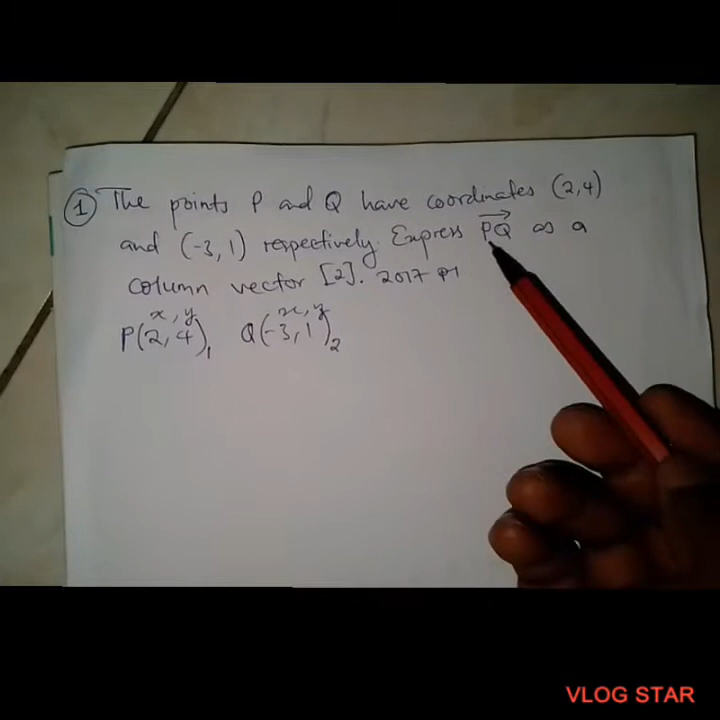 ① The points P and Q have coordinates (2,4)
and (-3, 1) respectively. Express PQ as a
column vector [2]. 2017 P1
x, y x, y
P(2, 4)1 Q(-3, 1)2
VLOG STAR